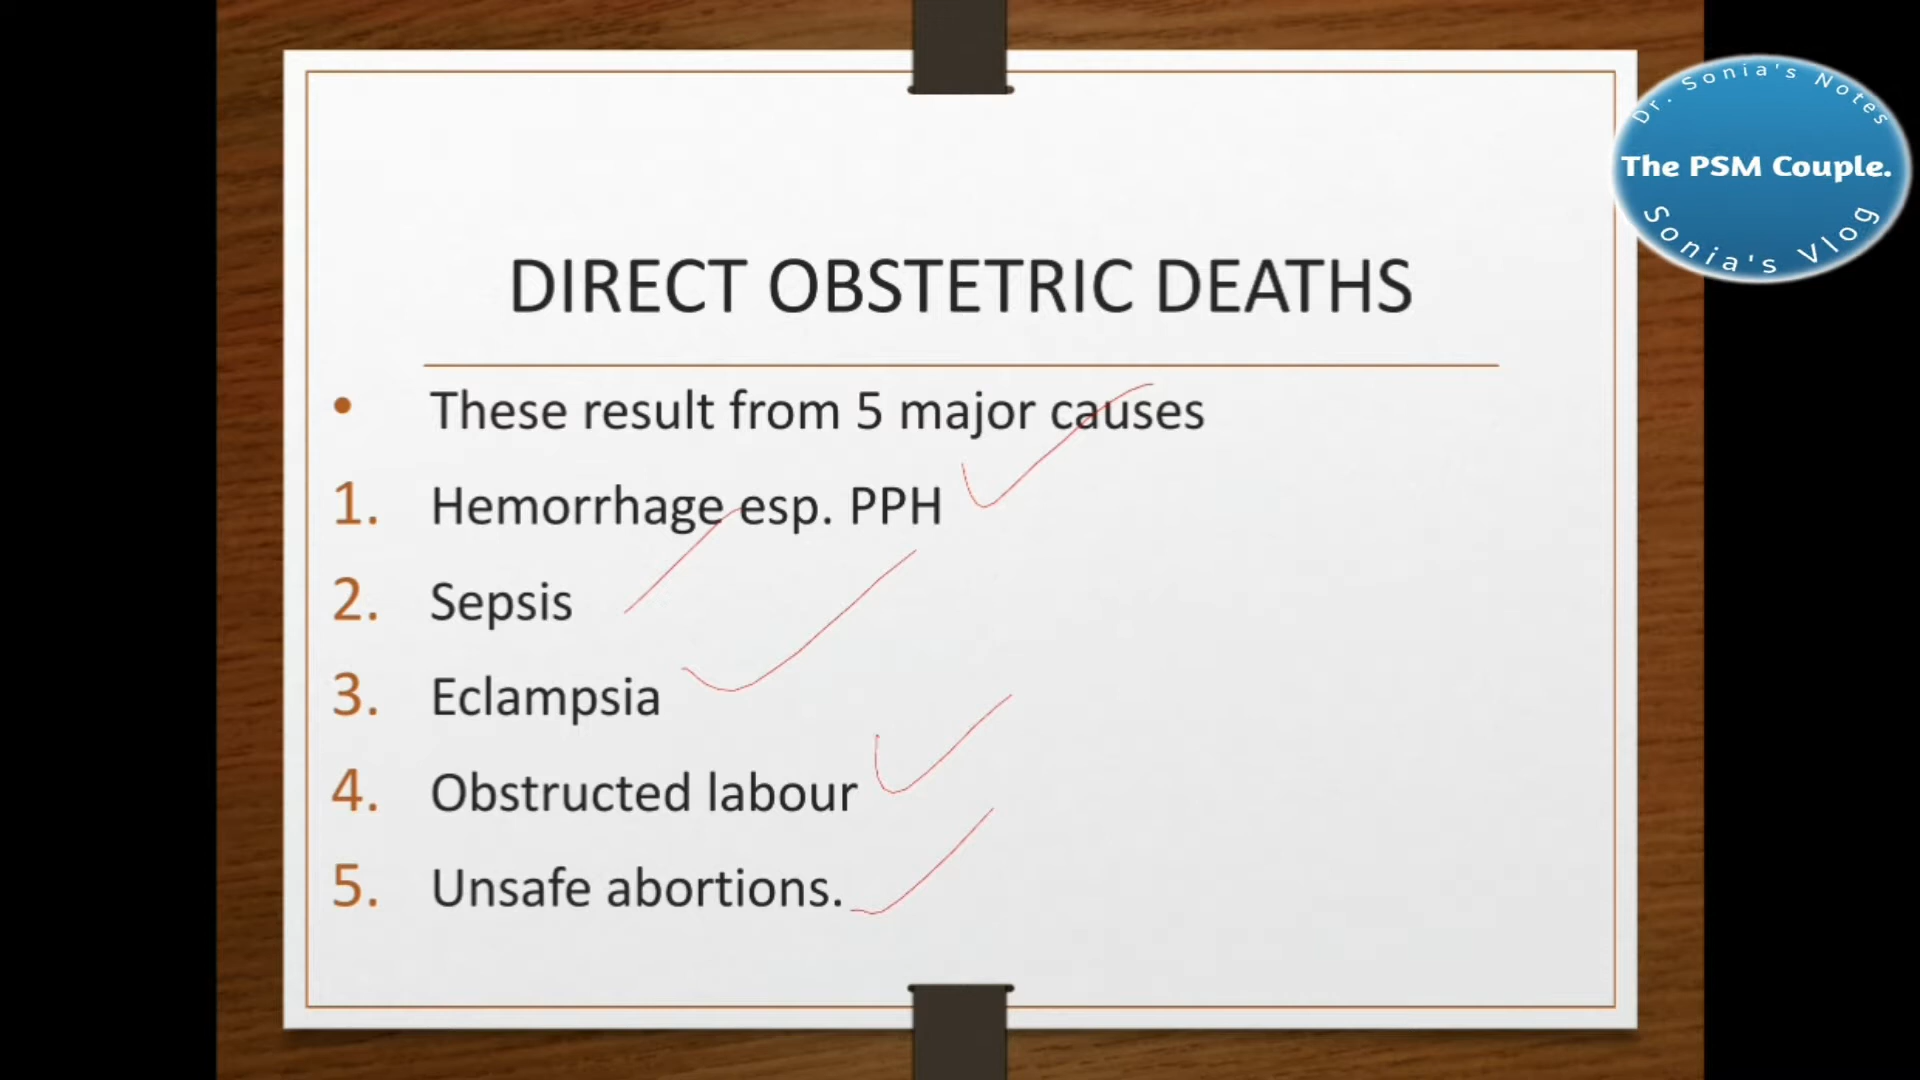 Dr. Sonia's Notes
The PSM Couple.
Sonia's Vlog
DIRECT OBSTETRIC DEATHS
• These result from 5 major causes
1. Hemorrhage esp. PPH
2. Sepsis
3. Eclampsia
4. Obstructed labour
5. Unsafe abortions.